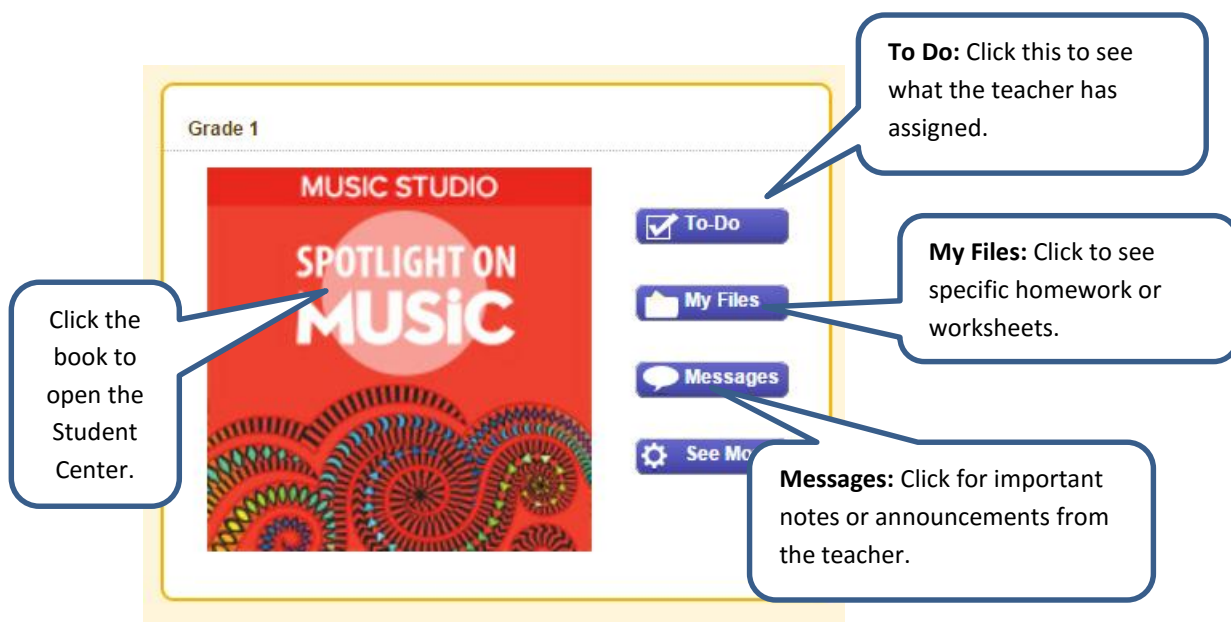 To Do: Click this to see
what the teacher has
assigned.
Grade 1
MUSIC STUDIO
SPOTLIGHT ON
MUSiC
To-Do
My Files
Messages
See Mo
My Files: Click to see
specific homework or
worksheets.
Click the
book to
open the
Student
Center.
Messages: Click for important
notes or announcements from
the teacher.